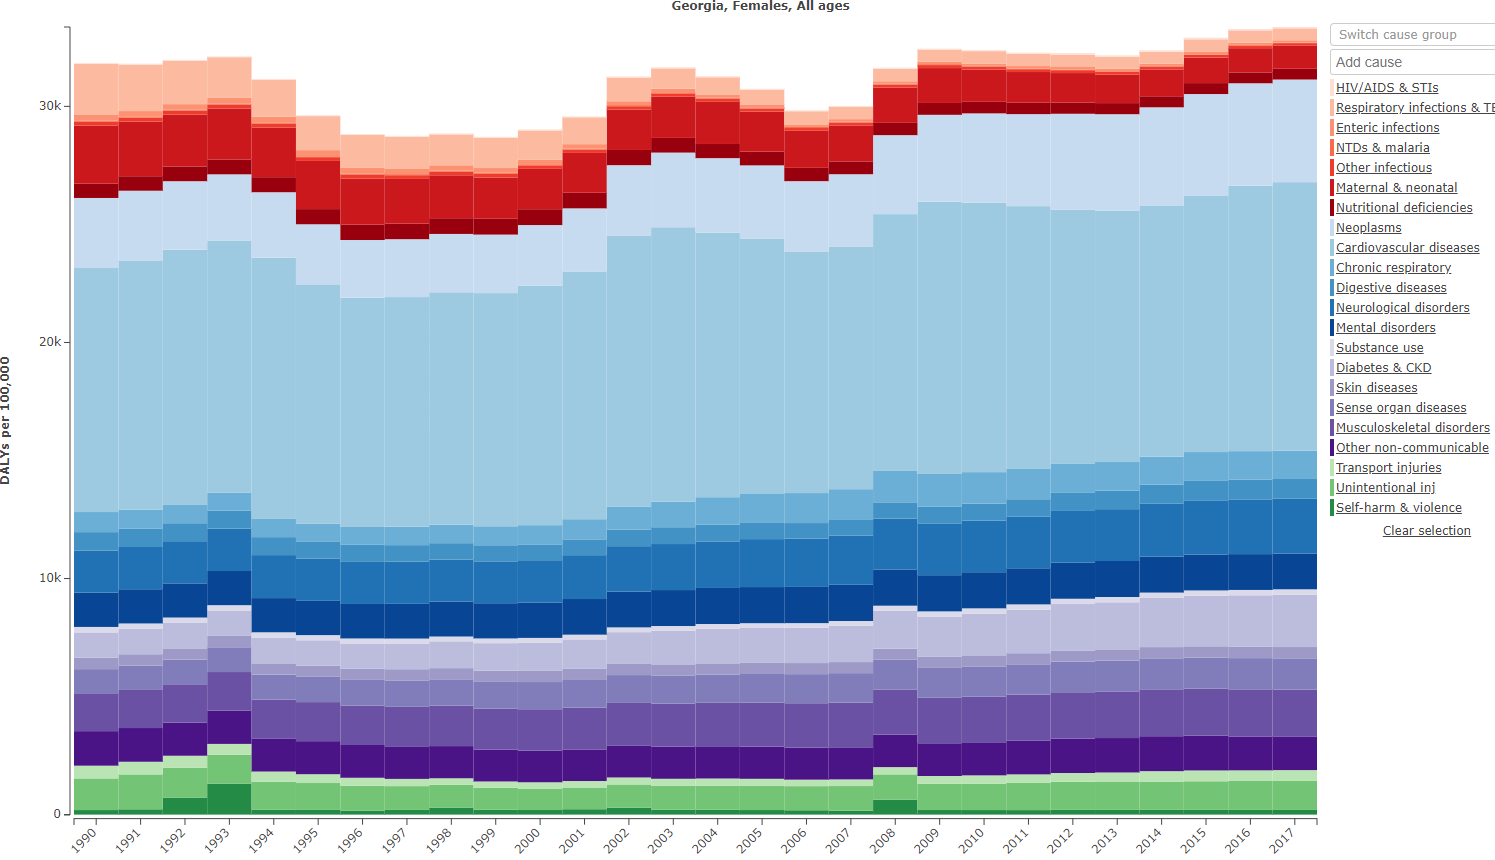 Georgia, Females, All ages
DALYs per 100,000
30k
20k
10k
0
1990
1991
1992
1993
1994
1995
1996
1997
1998
1999
2000
2001
2002
2003
2004
2005
2006
2007
2008
2009
2010
2011
2012
2013
2014
2015
2016
2017
Switch cause group
Add cause
HIV/AIDS & STIs
Respiratory infections & TB
Enteric infections
NTDs & malaria
Other infectious
Maternal & neonatal
Nutritional deficiencies
Neoplasms
Cardiovascular diseases
Chronic respiratory
Digestive diseases
Neurological disorders
Mental disorders
Substance use
Diabetes & CKD
Skin diseases
Sense organ diseases
Musculoskeletal disorders
Other non-communicable
Transport injuries
Unintentional inj
Self-harm & violence
Clear selection